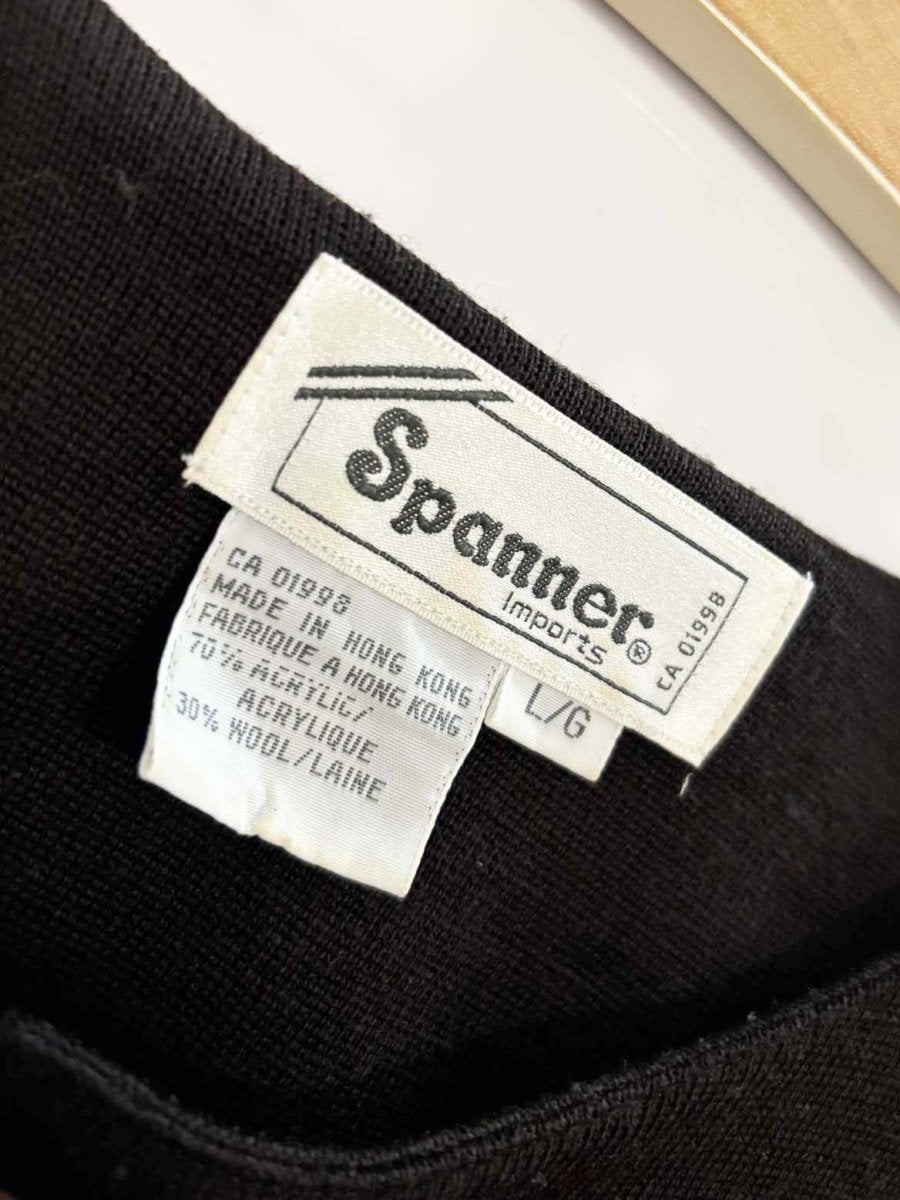 Spanner®
Imports
CA 01998
L/G
CA 01998
MADE IN HONG KONG
FABRIQUE A HONG KONG
70% ACRYLIC/
ACRYLIQUE
30% WOOL/LAINE